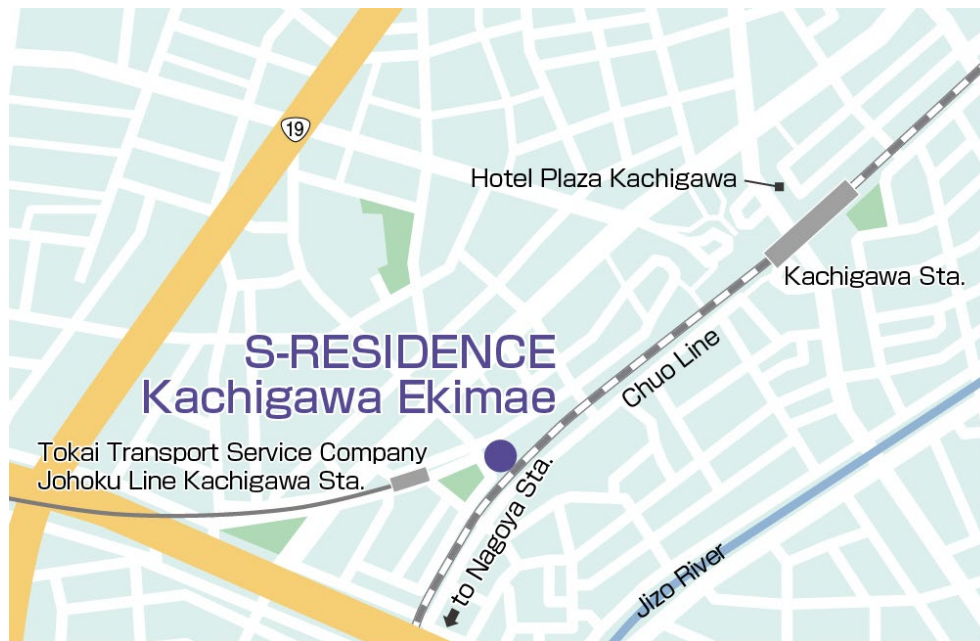 19
Hotel Plaza Kachigawa
Kachigawa Sta.
S-RESIDENCE
Kachigawa Ekimae
Chuo Line
Tokai Transport Service Company
Johoku Line Kachigawa Sta.
to Nagoya Sta.
Jizo River